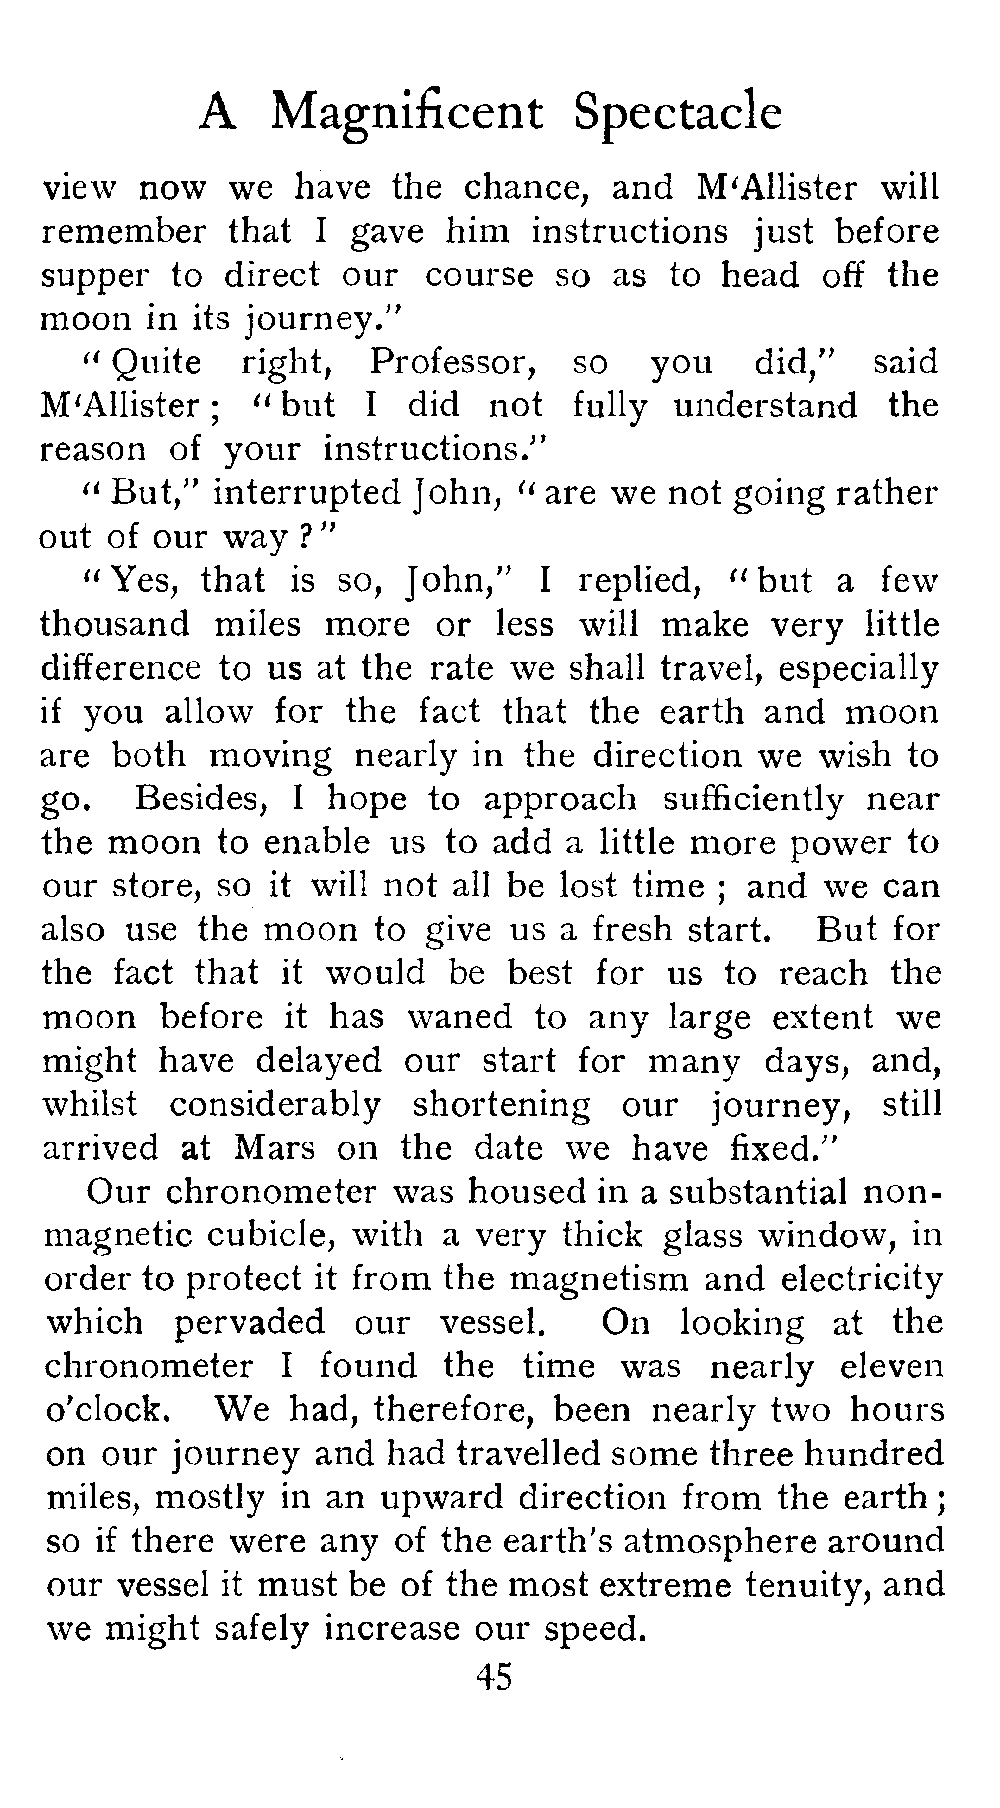 A Magnificent Spectacle
view now we have the chance, and M‘Allister will
remember that I gave him instructions just before
supper to direct our course so as to head off the
moon in its journey.”
“ Quite right, Professor, so you did,” said
M‘Allister ; “ but I did not fully understand the
reason of your instructions.”
“ But,” interrupted John, “ are we not going rather
out of our way ? ”
“ Yes, that is so, John,” I replied, “ but a few
thousand miles more or less will make very little
difference to us at the rate we shall travel, especially
if you allow for the fact that the earth and moon
are both moving nearly in the direction we wish to
go. Besides, I hope to approach sufficiently near
the moon to enable us to add a little more power to
our store, so it will not all be lost time ; and we can
also use the moon to give us a fresh start. But for
the fact that it would be best for us to reach the
moon before it has waned to any large extent we
might have delayed our start for many days, and,
whilst considerably shortening our journey, still
arrived at Mars on the date we have fixed.”
Our chronometer was housed in a substantial non-
magnetic cubicle, with a very thick glass window, in
order to protect it from the magnetism and electricity
which pervaded our vessel. On looking at the
chronometer I found the time was nearly eleven
o’clock. We had, therefore, been nearly two hours
on our journey and had travelled some three hundred
miles, mostly in an upward direction from the earth ;
so if there were any of the earth’s atmosphere around
our vessel it must be of the most extreme tenuity, and
we might safely increase our speed.
45